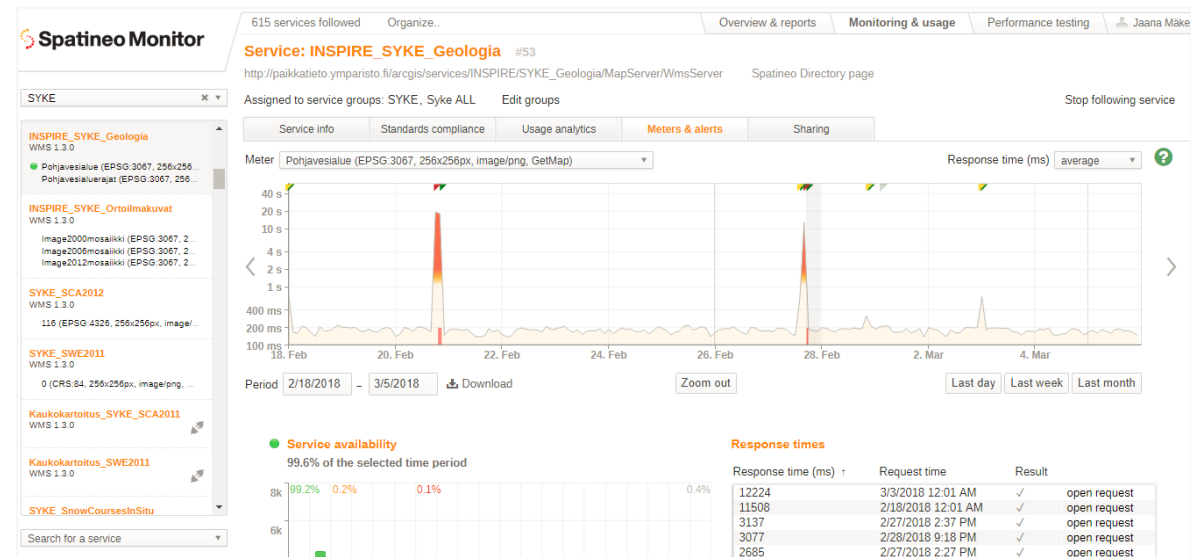 Spatineo Monitor
615 services followed Organize..
Overview & reports Monitoring & usage Performance testing Jaana Mäke
Service: INSPIRE_SYKE_Geologia #53
http://paikkatieto.ymparisto.fi/arcgis/services/INSPIRE/SYKE_Geologia/MapServer/WmsServer Spatineo Directory page
Assigned to service groups: SYKE, Syke ALL Edit groups Stop following service
SYKE
INSPIRE_SYKE_Geologia
WMS 1.3.0
Pohjavesialue (EPSG:3067, 256x256...
Pohjavesialuerajat (EPSG:3067, 256...
INSPIRE_SYKE_Ortoilmakuvat
WMS 1.3.0
Image2000mosaiikki (EPSG:3067, 2...
Image2006mosaiikki (EPSG:3067, 2...
Image2012mosaiikki (EPSG:3067, 2...
SYKE_SCA2012
WMS 1.3.0
116 (EPSG:4326, 256x256px, image/...
SYKE_SWE2011
WMS 1.3.0
0 (CRS:84, 256x256px, image/png, ...
Kaukokartoitus_SYKE_SCA2011
WMS 1.3.0
Kaukokartoitus_SWE2011
WMS 1.3.0
SYKE_SnowCoursesInSitu
Search for a service
Service info Standards compliance Usage analytics Meters & alerts Sharing
Meter Pohjavesialue (EPSG:3067, 256x256px, image/png, GetMap) Response time (ms) average ?
40 s
20 s
10 s
4 s
2 s
1 s
400 ms
200 ms
100 ms
18. Feb 20. Feb 22. Feb 24. Feb 26. Feb 28. Feb 2. Mar 4. Mar
Period 2/18/2018 - 3/5/2018 Download Zoom out Last day Last week Last month
Service availability
99.6% of the selected time period
8k 99.2% 0.2% 0.1% 0.4%
6k
Response times
Response time (ms) ↑ Request time Result
12224 3/3/2018 12:01 AM ✓ open request
11508 2/18/2018 12:01 AM ✓ open request
3137 2/27/2018 2:37 PM ✓ open request
3077 2/28/2018 9:18 PM ✓ open request
2685 2/27/2018 2:27 PM ✓ open request